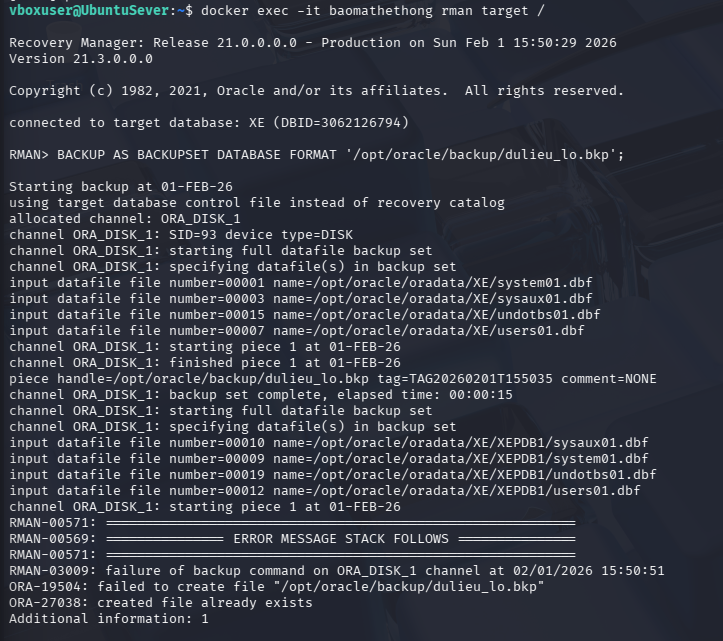 vboxuser@UbuntuSever:~$ docker exec -it baomathethong rman target /
Recovery Manager: Release 21.0.0.0.0 - Production on Sun Feb 1 15:50:29 2026
Version 21.3.0.0.0
Copyright (c) 1982, 2021, Oracle and/or its affiliates.  All rights reserved.
connected to target database: XE (DBID=3062126794)
RMAN> BACKUP AS BACKUPSET DATABASE FORMAT '/opt/oracle/backup/dulieu_lo.bkp';
Starting backup at 01-FEB-26
using target database control file instead of recovery catalog
allocated channel: ORA_DISK_1
channel ORA_DISK_1: SID=93 device type=DISK
channel ORA_DISK_1: starting full datafile backup set
channel ORA_DISK_1: specifying datafile(s) in backup set
input datafile file number=00001 name=/opt/oracle/oradata/XE/system01.dbf
input datafile file number=00003 name=/opt/oracle/oradata/XE/sysaux01.dbf
input datafile file number=00015 name=/opt/oracle/oradata/XE/undotbs01.dbf
input datafile file number=00007 name=/opt/oracle/oradata/XE/users01.dbf
channel ORA_DISK_1: starting piece 1 at 01-FEB-26
channel ORA_DISK_1: finished piece 1 at 01-FEB-26
piece handle=/opt/oracle/backup/dulieu_lo.bkp tag=TAG20260201T155035 comment=NONE
channel ORA_DISK_1: backup set complete, elapsed time: 00:00:15
channel ORA_DISK_1: starting full datafile backup set
channel ORA_DISK_1: specifying datafile(s) in backup set
input datafile file number=00010 name=/opt/oracle/oradata/XE/XEPDB1/sysaux01.dbf
input datafile file number=00009 name=/opt/oracle/oradata/XE/XEPDB1/system01.dbf
input datafile file number=00019 name=/opt/oracle/oradata/XE/XEPDB1/undotbs01.dbf
input datafile file number=00012 name=/opt/oracle/oradata/XE/XEPDB1/users01.dbf
channel ORA_DISK_1: starting piece 1 at 01-FEB-26
RMAN-00571: ===========================================================
RMAN-00569: =============== ERROR MESSAGE STACK FOLLOWS ===============
RMAN-00571: ===========================================================
RMAN-03009: failure of backup command on ORA_DISK_1 channel at 02/01/2026 15:50:51
ORA-19504: failed to create file "/opt/oracle/backup/dulieu_lo.bkp"
ORA-27038: created file already exists
Additional information: 1